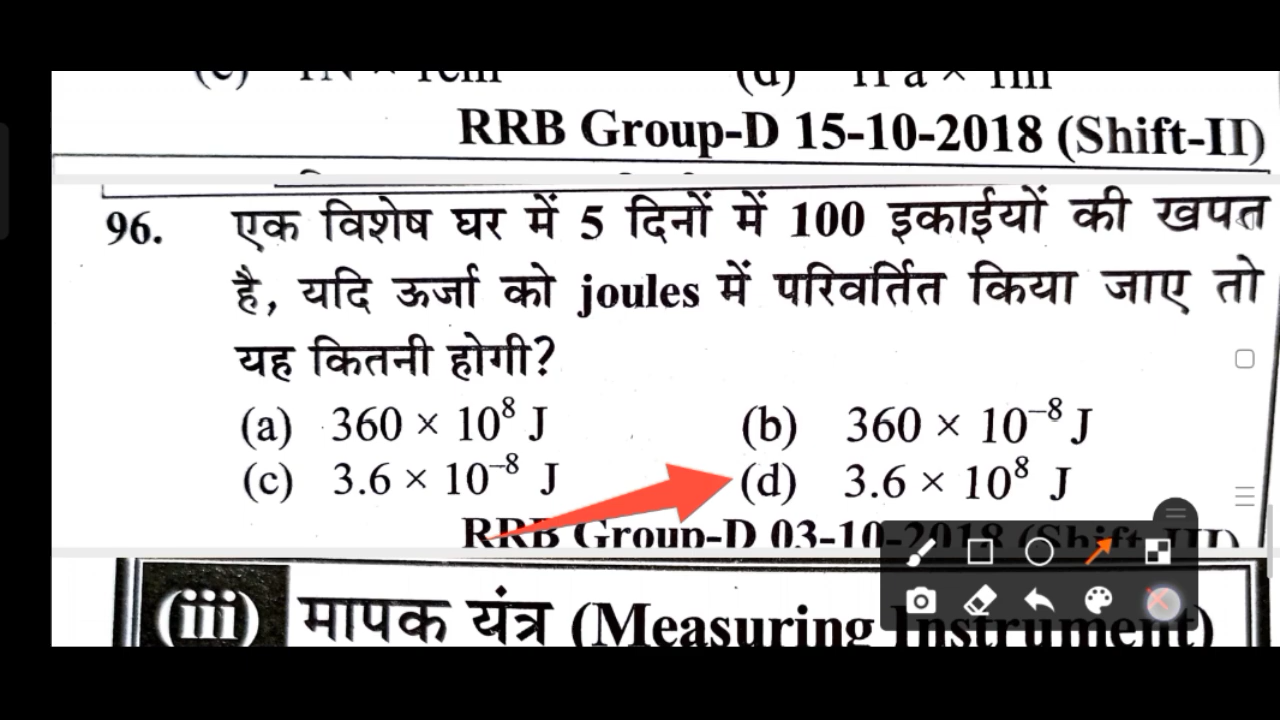 RRB Group-D 15-10-2018 (Shift-II)
96. एक विशेष घर में 5 दिनों में 100 इकाईयों की खपत
है, यदि ऊर्जा को joules में परिवर्तित किया जाए तो
यह कितनी होगी?
(a) 360 × 10⁸ J (b) 360 × 10⁻⁸ J
(c) 3.6 × 10⁻⁸ J (d) 3.6 × 10⁸ J
RRB Group-D 03-10-2018 (Shift-III)
(iii) मापक यंत्र (Measuring Instrument)